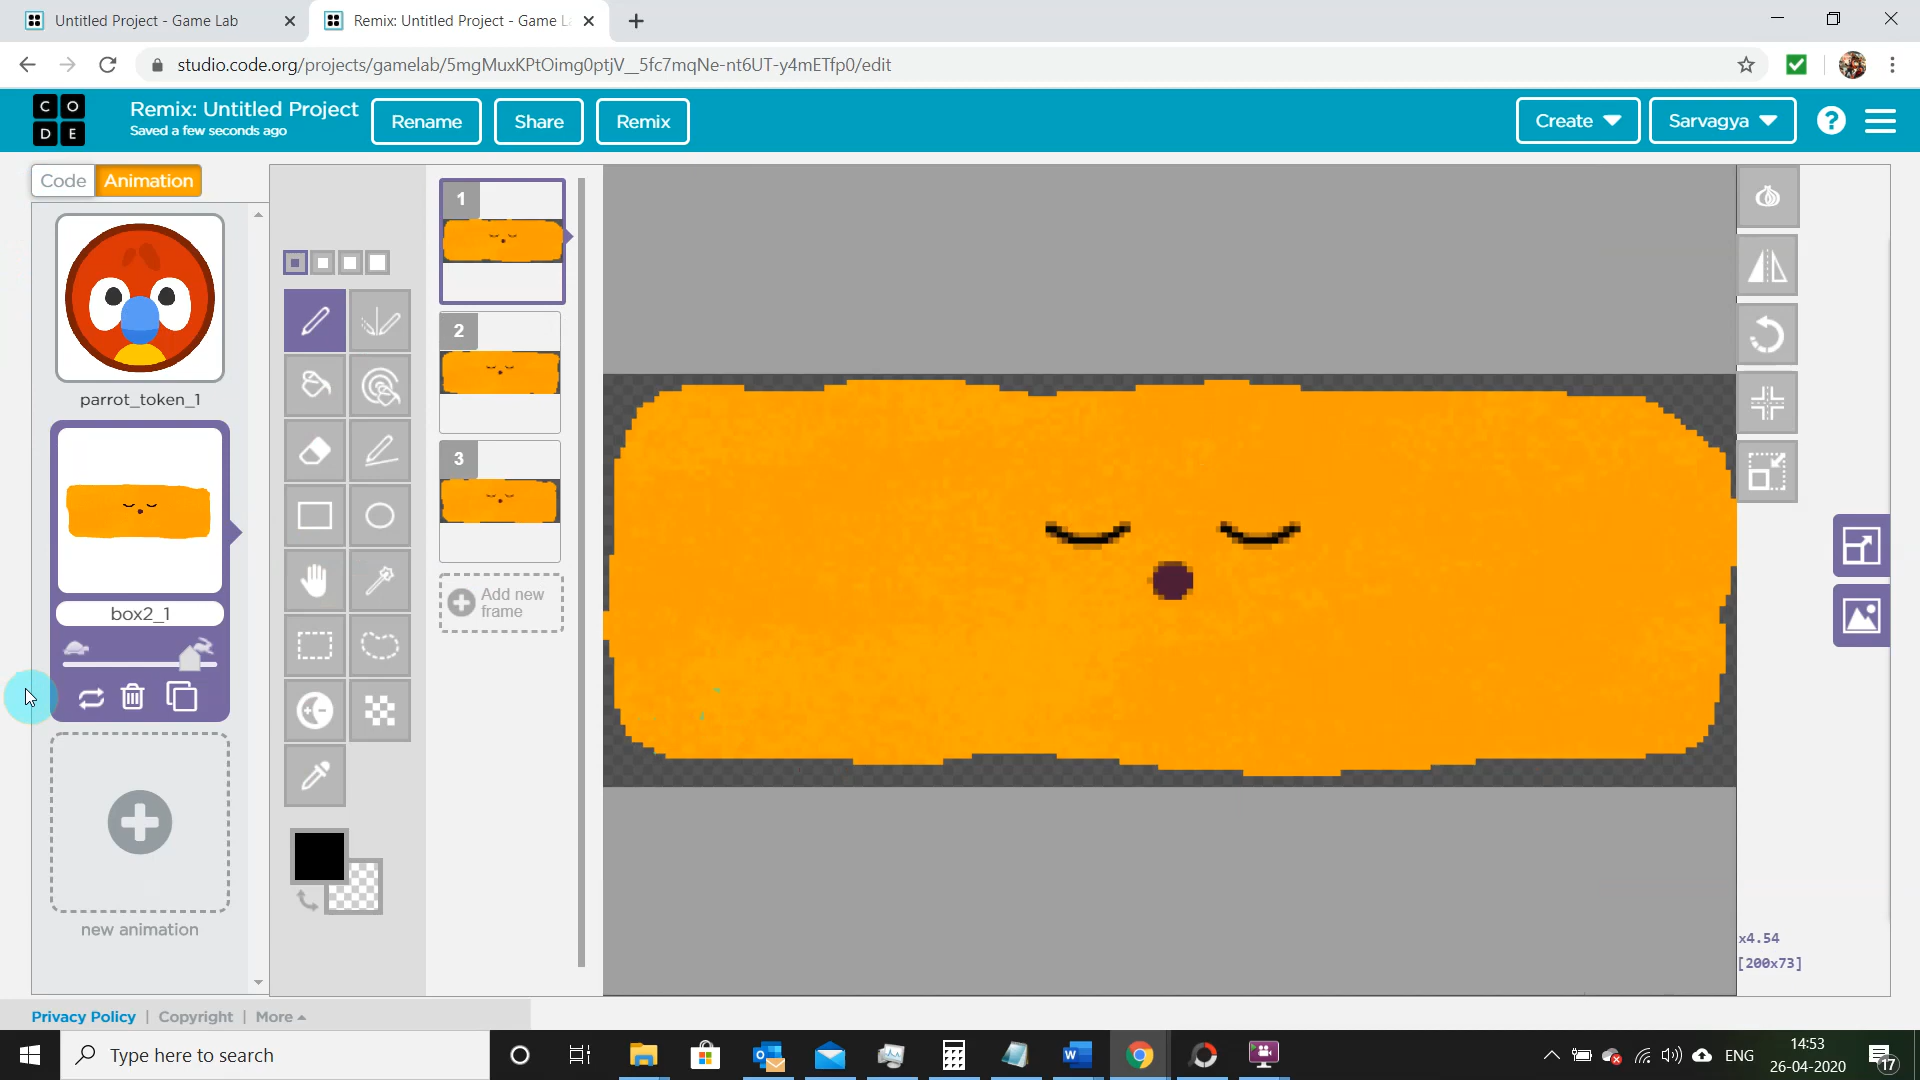 Untitled Project - Game Lab
Remix: Untitled Project - Game L
studio.code.org/projects/gamelab/5mgMuxKPtOimg0ptjV__5fc7mqNe-nt6UT-y4mETfp0/edit
C O
D E
Remix: Untitled Project
Saved a few seconds ago
Rename
Share
Remix
Create
Sarvagya
?
Code
Animation
parrot_token_1
box2_1
new animation
1
2
3
Add new
frame
x4.54
[200x73]
Privacy Policy | Copyright | More
Type here to search
ENG
14:53
26-04-2020
17